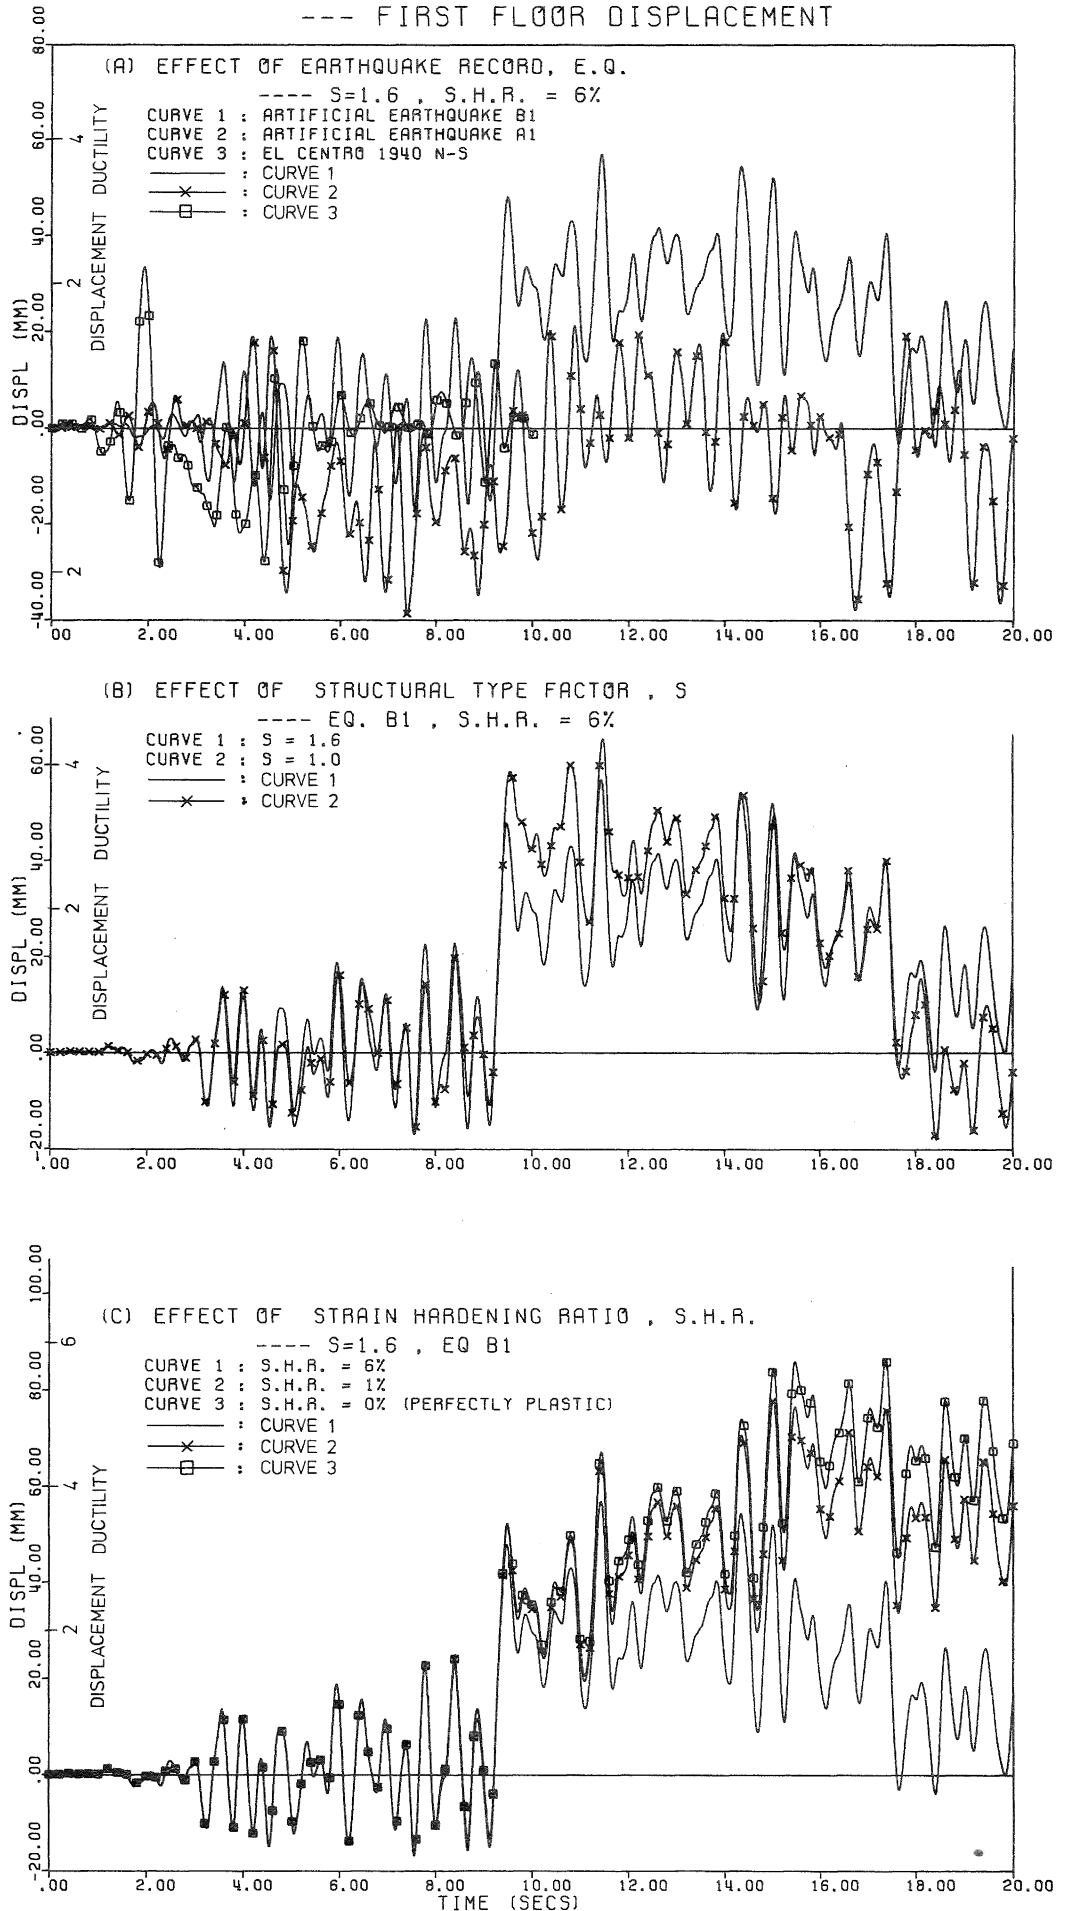 --- FIRST FLOOR DISPLACEMENT
(A) EFFECT OF EARTHQUAKE RECORD, E.Q.
---- S=1.6 , S.H.R. = 6%
CURVE 1 : ARTIFICIAL EARTHQUAKE B1
CURVE 2 : ARTIFICIAL EARTHQUAKE A1
CURVE 3 : EL CENTRO 1940 N-S
: CURVE 1
: CURVE 2
: CURVE 3
DISPL (MM)
80.00
60.00
40.00
20.00
.00
-20.00
-40.00
DISPLACEMENT DUCTILITY
4
2
2
.00 2.00 4.00 6.00 8.00 10.00 12.00 14.00 16.00 18.00 20.00
(B) EFFECT OF STRUCTURAL TYPE FACTOR , S
---- EQ. B1 , S.H.R. = 6%
CURVE 1 : S = 1.6
CURVE 2 : S = 1.0
: CURVE 1
: CURVE 2
DISPL (MM)
60.00
40.00
20.00
.00
-20.00
DISPLACEMENT DUCTILITY
4
2
.00 2.00 4.00 6.00 8.00 10.00 12.00 14.00 16.00 18.00 20.00
(C) EFFECT OF STRAIN HARDENING RATIO , S.H.R.
---- S=1.6 , EQ B1
CURVE 1 : S.H.R. = 6%
CURVE 2 : S.H.R. = 1%
CURVE 3 : S.H.R. = 0% (PERFECTLY PLASTIC)
: CURVE 1
: CURVE 2
: CURVE 3
DISPL (MM)
100.00
80.00
60.00
40.00
20.00
.00
-20.00
DISPLACEMENT DUCTILITY
6
4
2
.00 2.00 4.00 6.00 8.00 10.00 12.00 14.00 16.00 18.00 20.00
TIME (SECS)